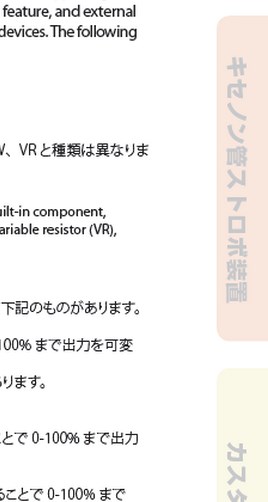 feature, and external
devices. The following
、VRと種類は異なりま
uilt-in component,
ariable resistor (VR),
下記のものがあります。
100% まで出力を可変
ります。
とで 0-100% まで出力
ることで 0-100% まで
キセノン管ストロボ装置
カスタ